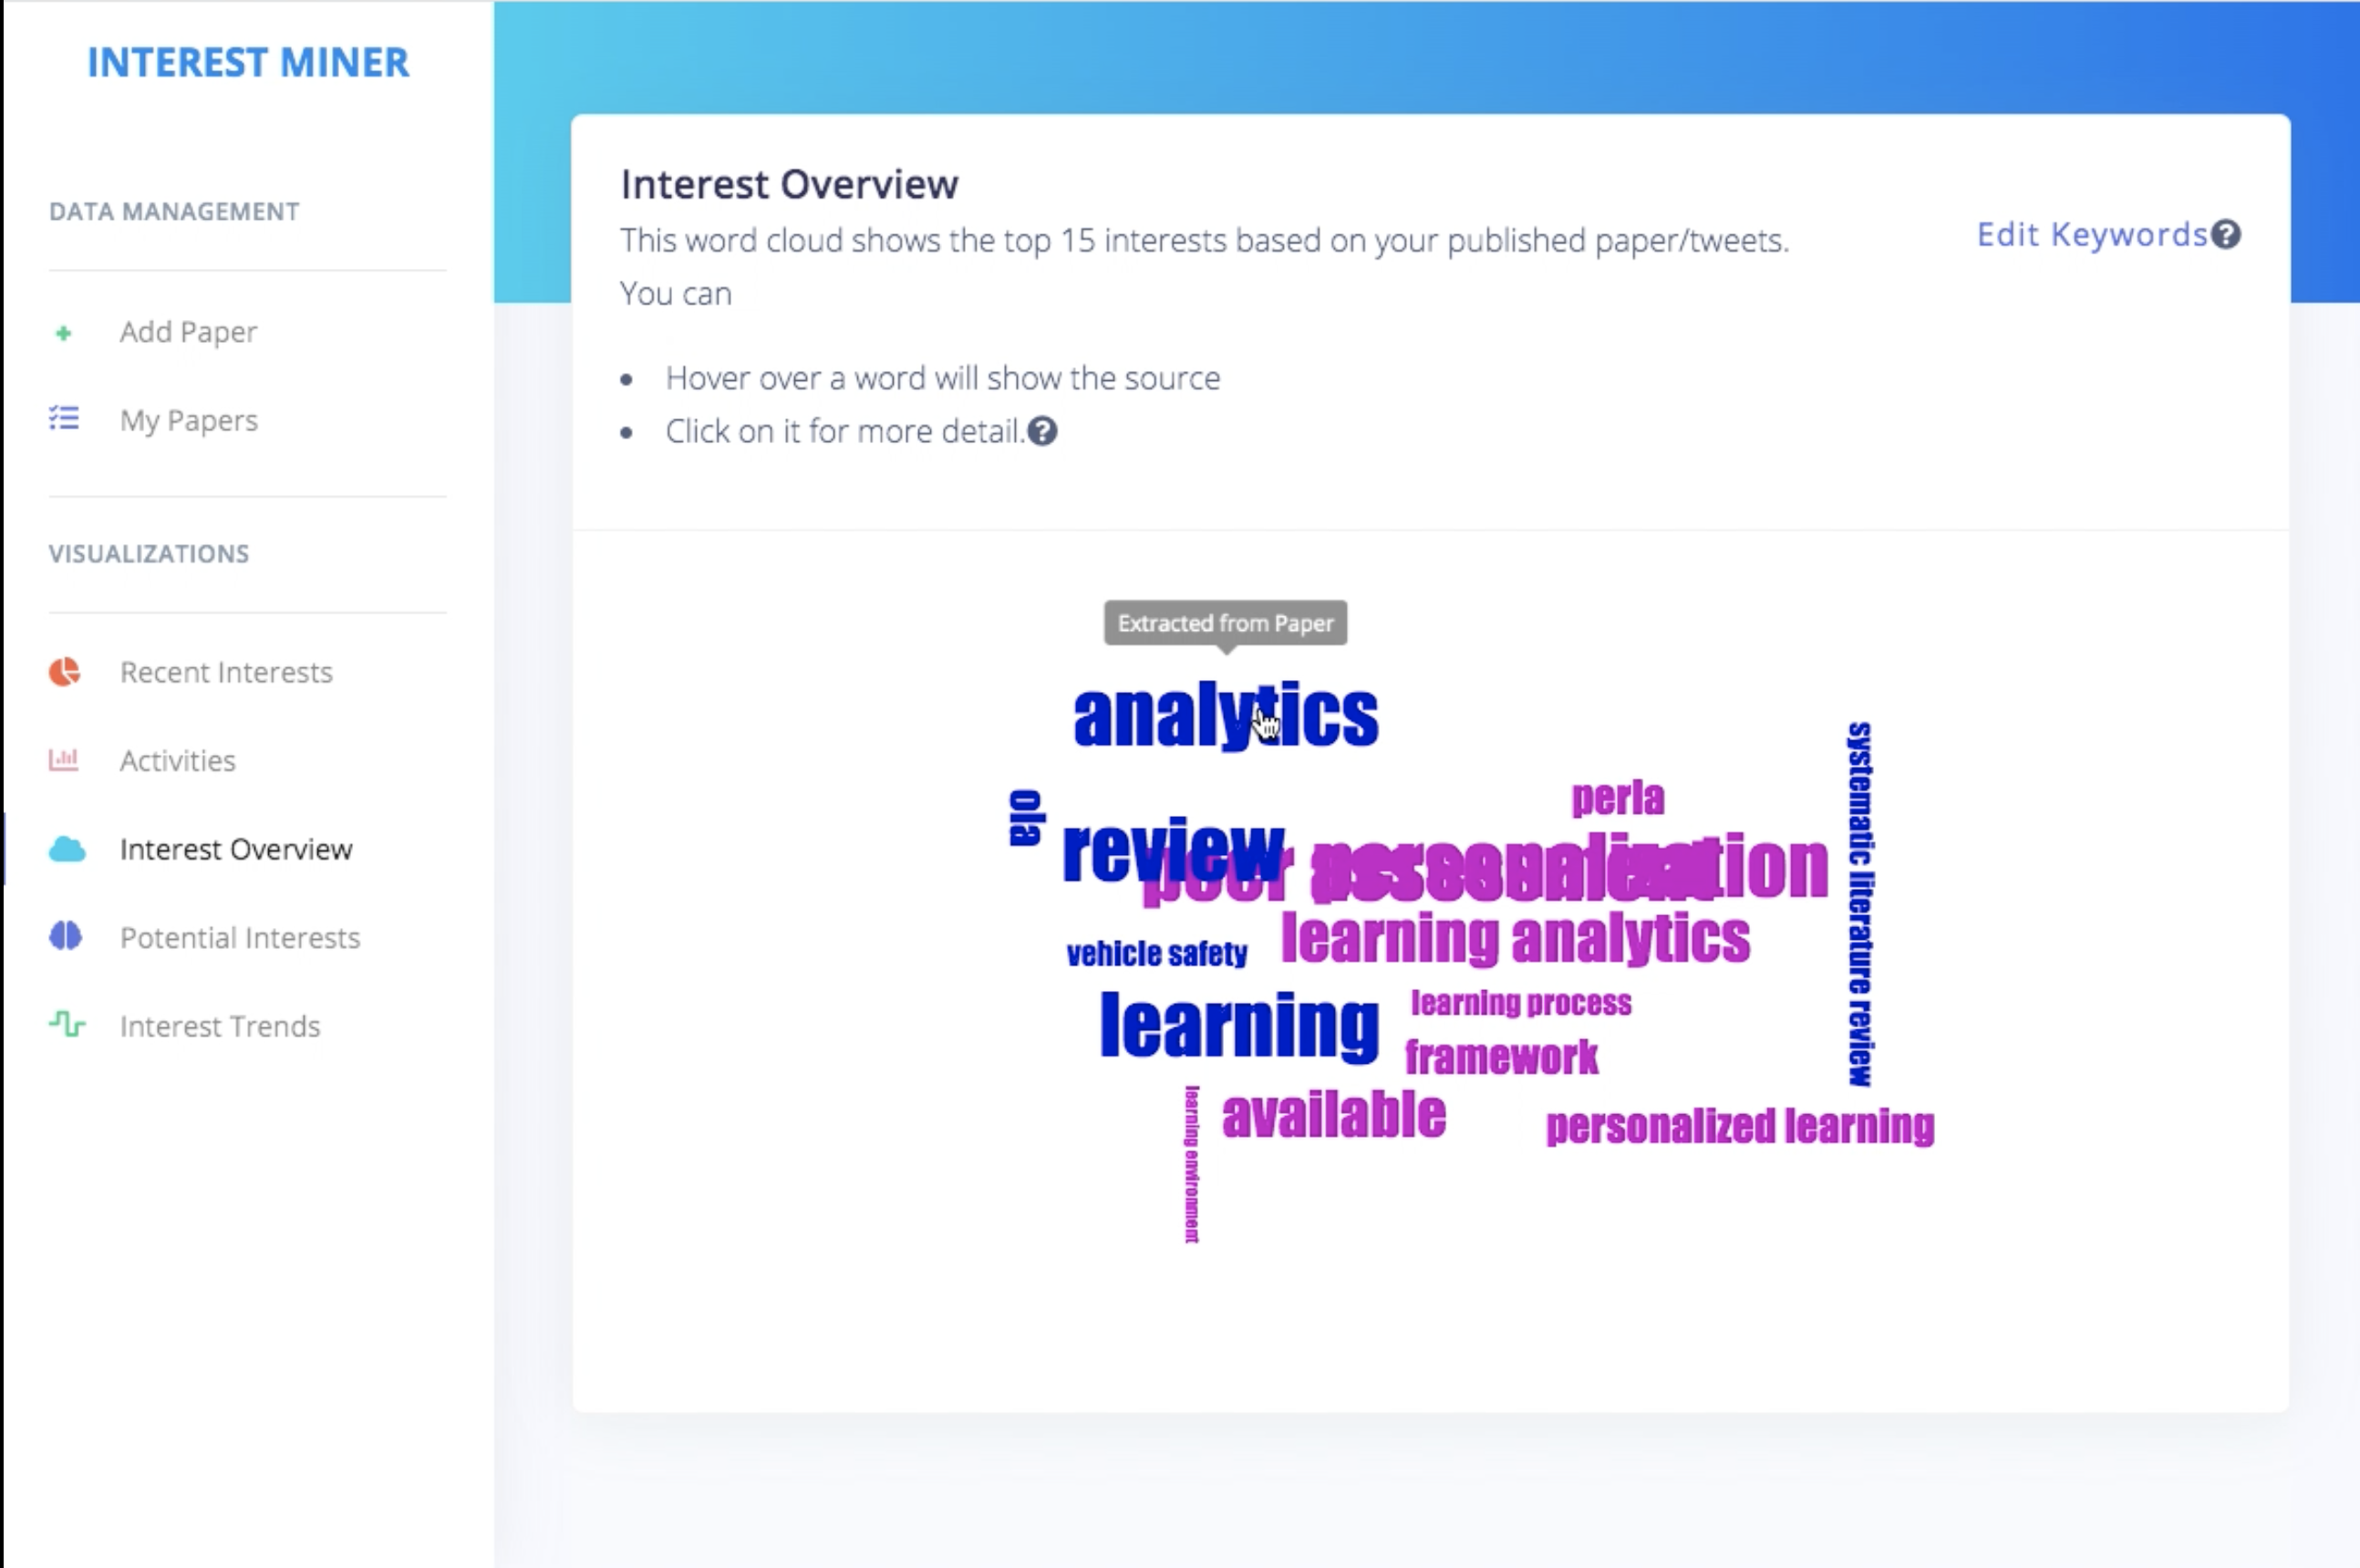 INTEREST MINER
DATA MANAGEMENT
Add Paper
My Papers
VISUALIZATIONS
Recent Interests
Activities
Interest Overview
Potential Interests
Interest Trends
Interest Overview
This word cloud shows the top 15 interests based on your published paper/tweets.
You can
Edit Keywords?
• Hover over a word will show the source
• Click on it for more detail.?
Extracted from Paper
analytics
ola
perla
systematic literature review
review
peer
learning analytics
vehicle safety
learning process
learning
framework
available
personalized learning
learning environment